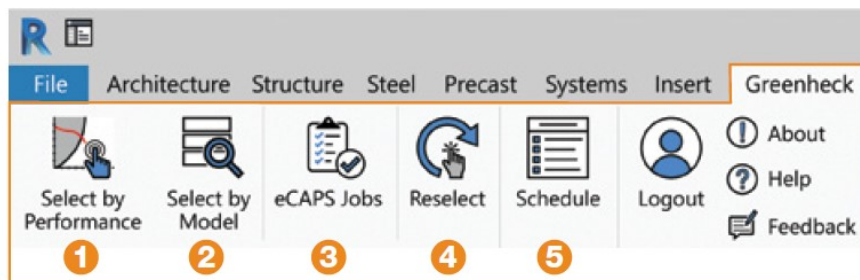 R
File Architecture Structure Steel Precast Systems Insert Greenheck
Select by Performance
Select by Model
eCAPS Jobs
Reselect
Schedule
Logout
! About
? Help
Feedback
1 2 3 4 5